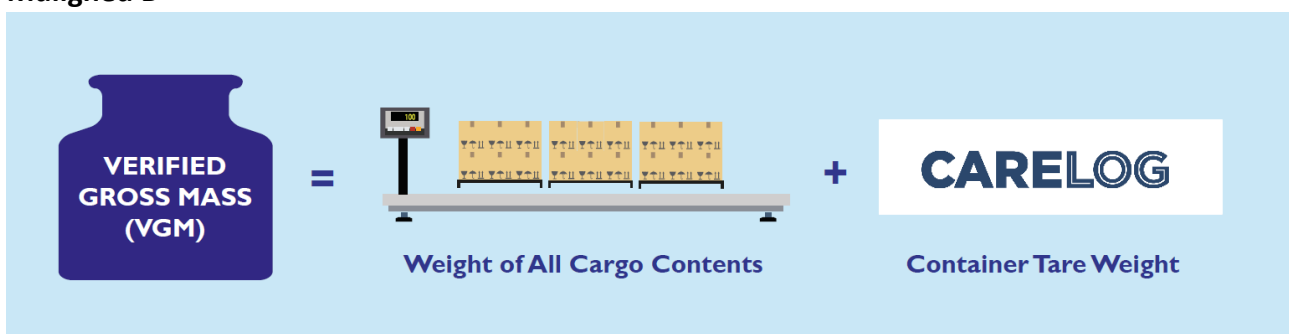 VERIFIED
GROSS MASS
(VGM)
=
100
+
CARELOG
Weight of All Cargo Contents
Container Tare Weight